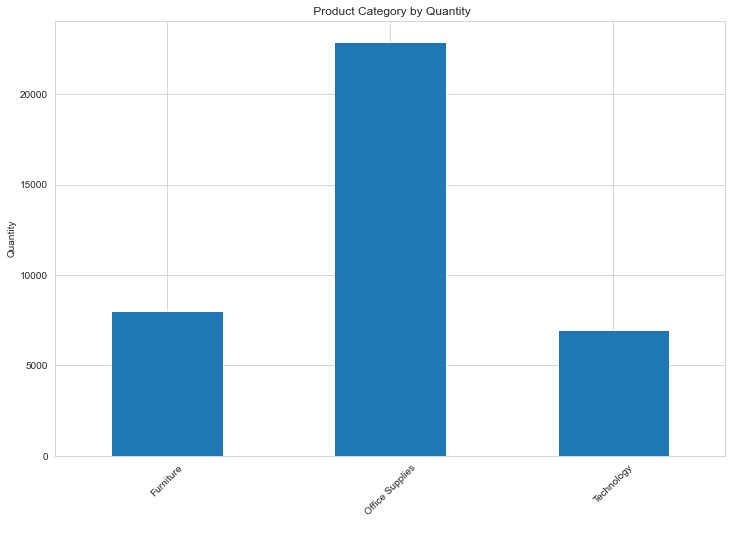 Product Category by Quantity
20000
15000
10000
5000
0
Quantity
Furniture
Office Supplies
Technology